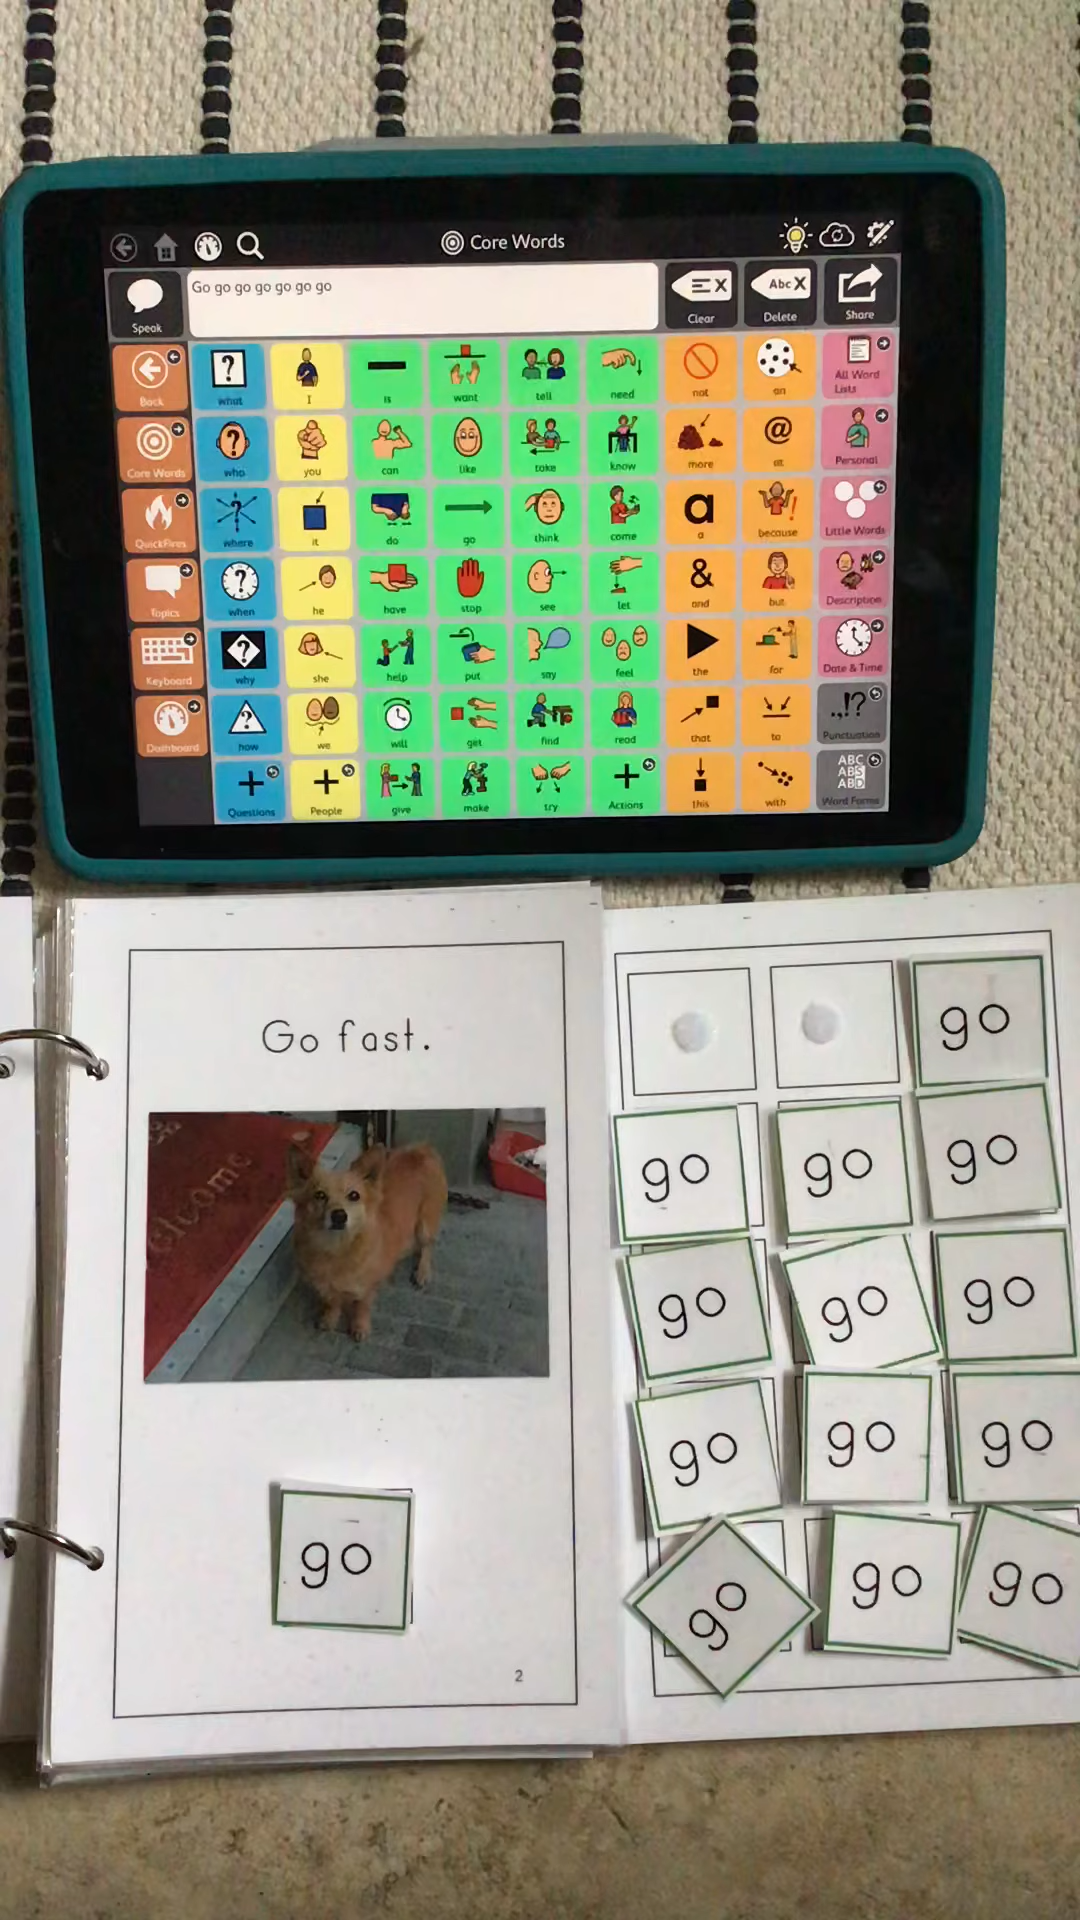 Core Words
Speak
Go go go go go go go
Clear
Abc X
Delete
Share
Back
what
I
is
want
tell
need
not
an
All Word
Lists
Core Words
who
you
can
like
take
know
more
@
at
Personal
QuickFires
where
it
do
go
think
come
a
a
because
Little Words
Topics
when
he
have
stop
see
let
&
and
but
Description
Keyboard
why
she
help
put
say
feel
the
for
Date & Time
Dashboard
how
we
will
get
find
read
that
to
.,!?
Punctuation
Questions
People
give
make
try
Actions
this
with
ABC
ABS
ABD
Word Forms
Go fast.
elcome
go
2
go
go
go
go
go
go
go
go
go
go
go
go
go